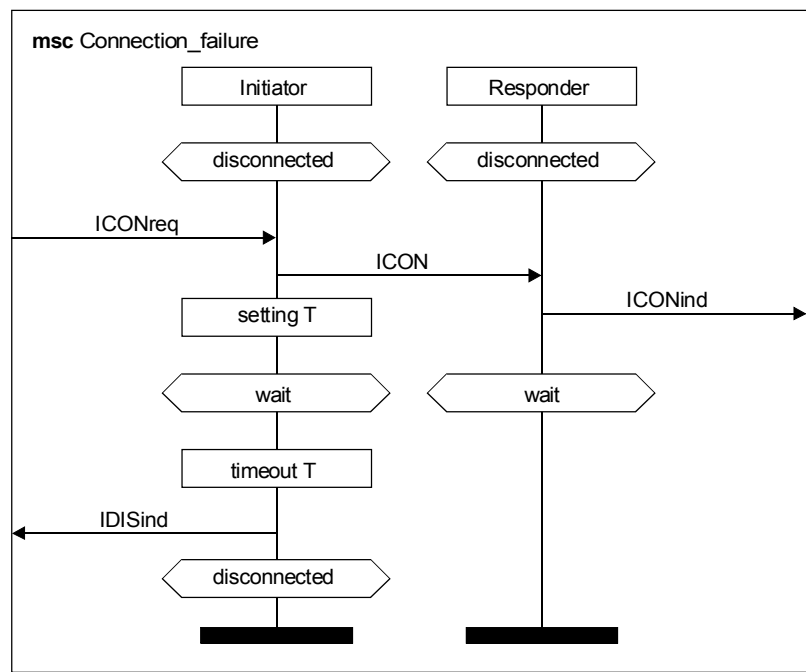 msc Connection_failure
Initiator
Responder
disconnected
disconnected
ICONreq
ICON
ICONind
setting T
wait
wait
timeout T
IDISind
disconnected